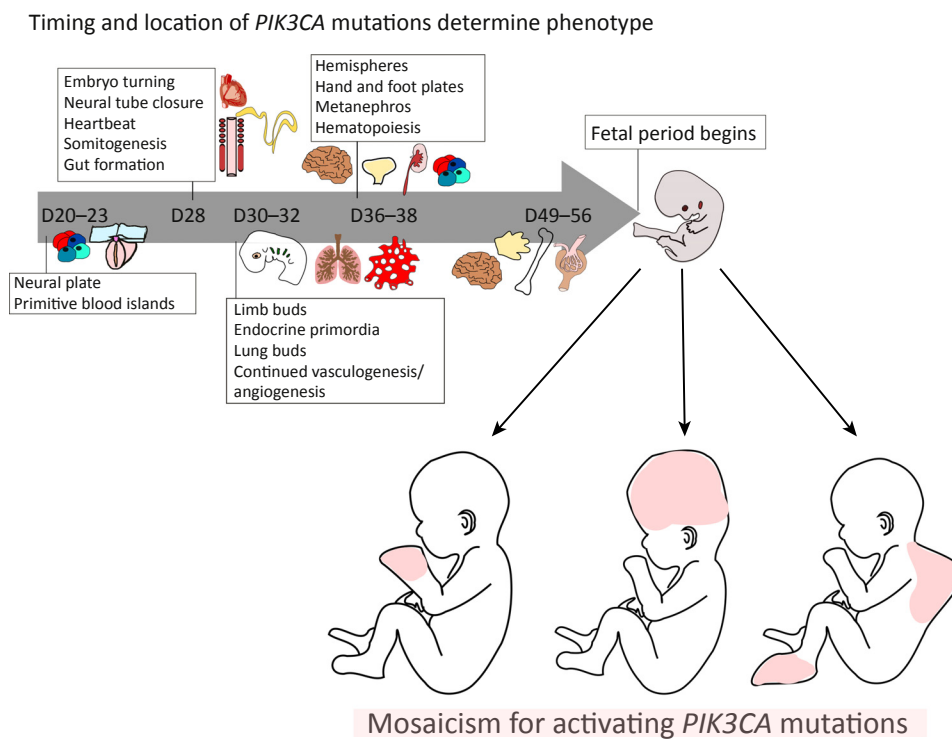 Timing and location of PIK3CA mutations determine phenotype
Embryo turning
Neural tube closure
Heartbeat
Somitogenesis
Gut formation
Hemispheres
Hand and foot plates
Metanephros
Hematopoiesis
Fetal period begins
D20–23
D28
D30–32
D36–38
D49–56
Neural plate
Primitive blood islands
Limb buds
Endocrine primordia
Lung buds
Continued vasculogenesis/
angiogenesis
Mosaicism for activating PIK3CA mutations